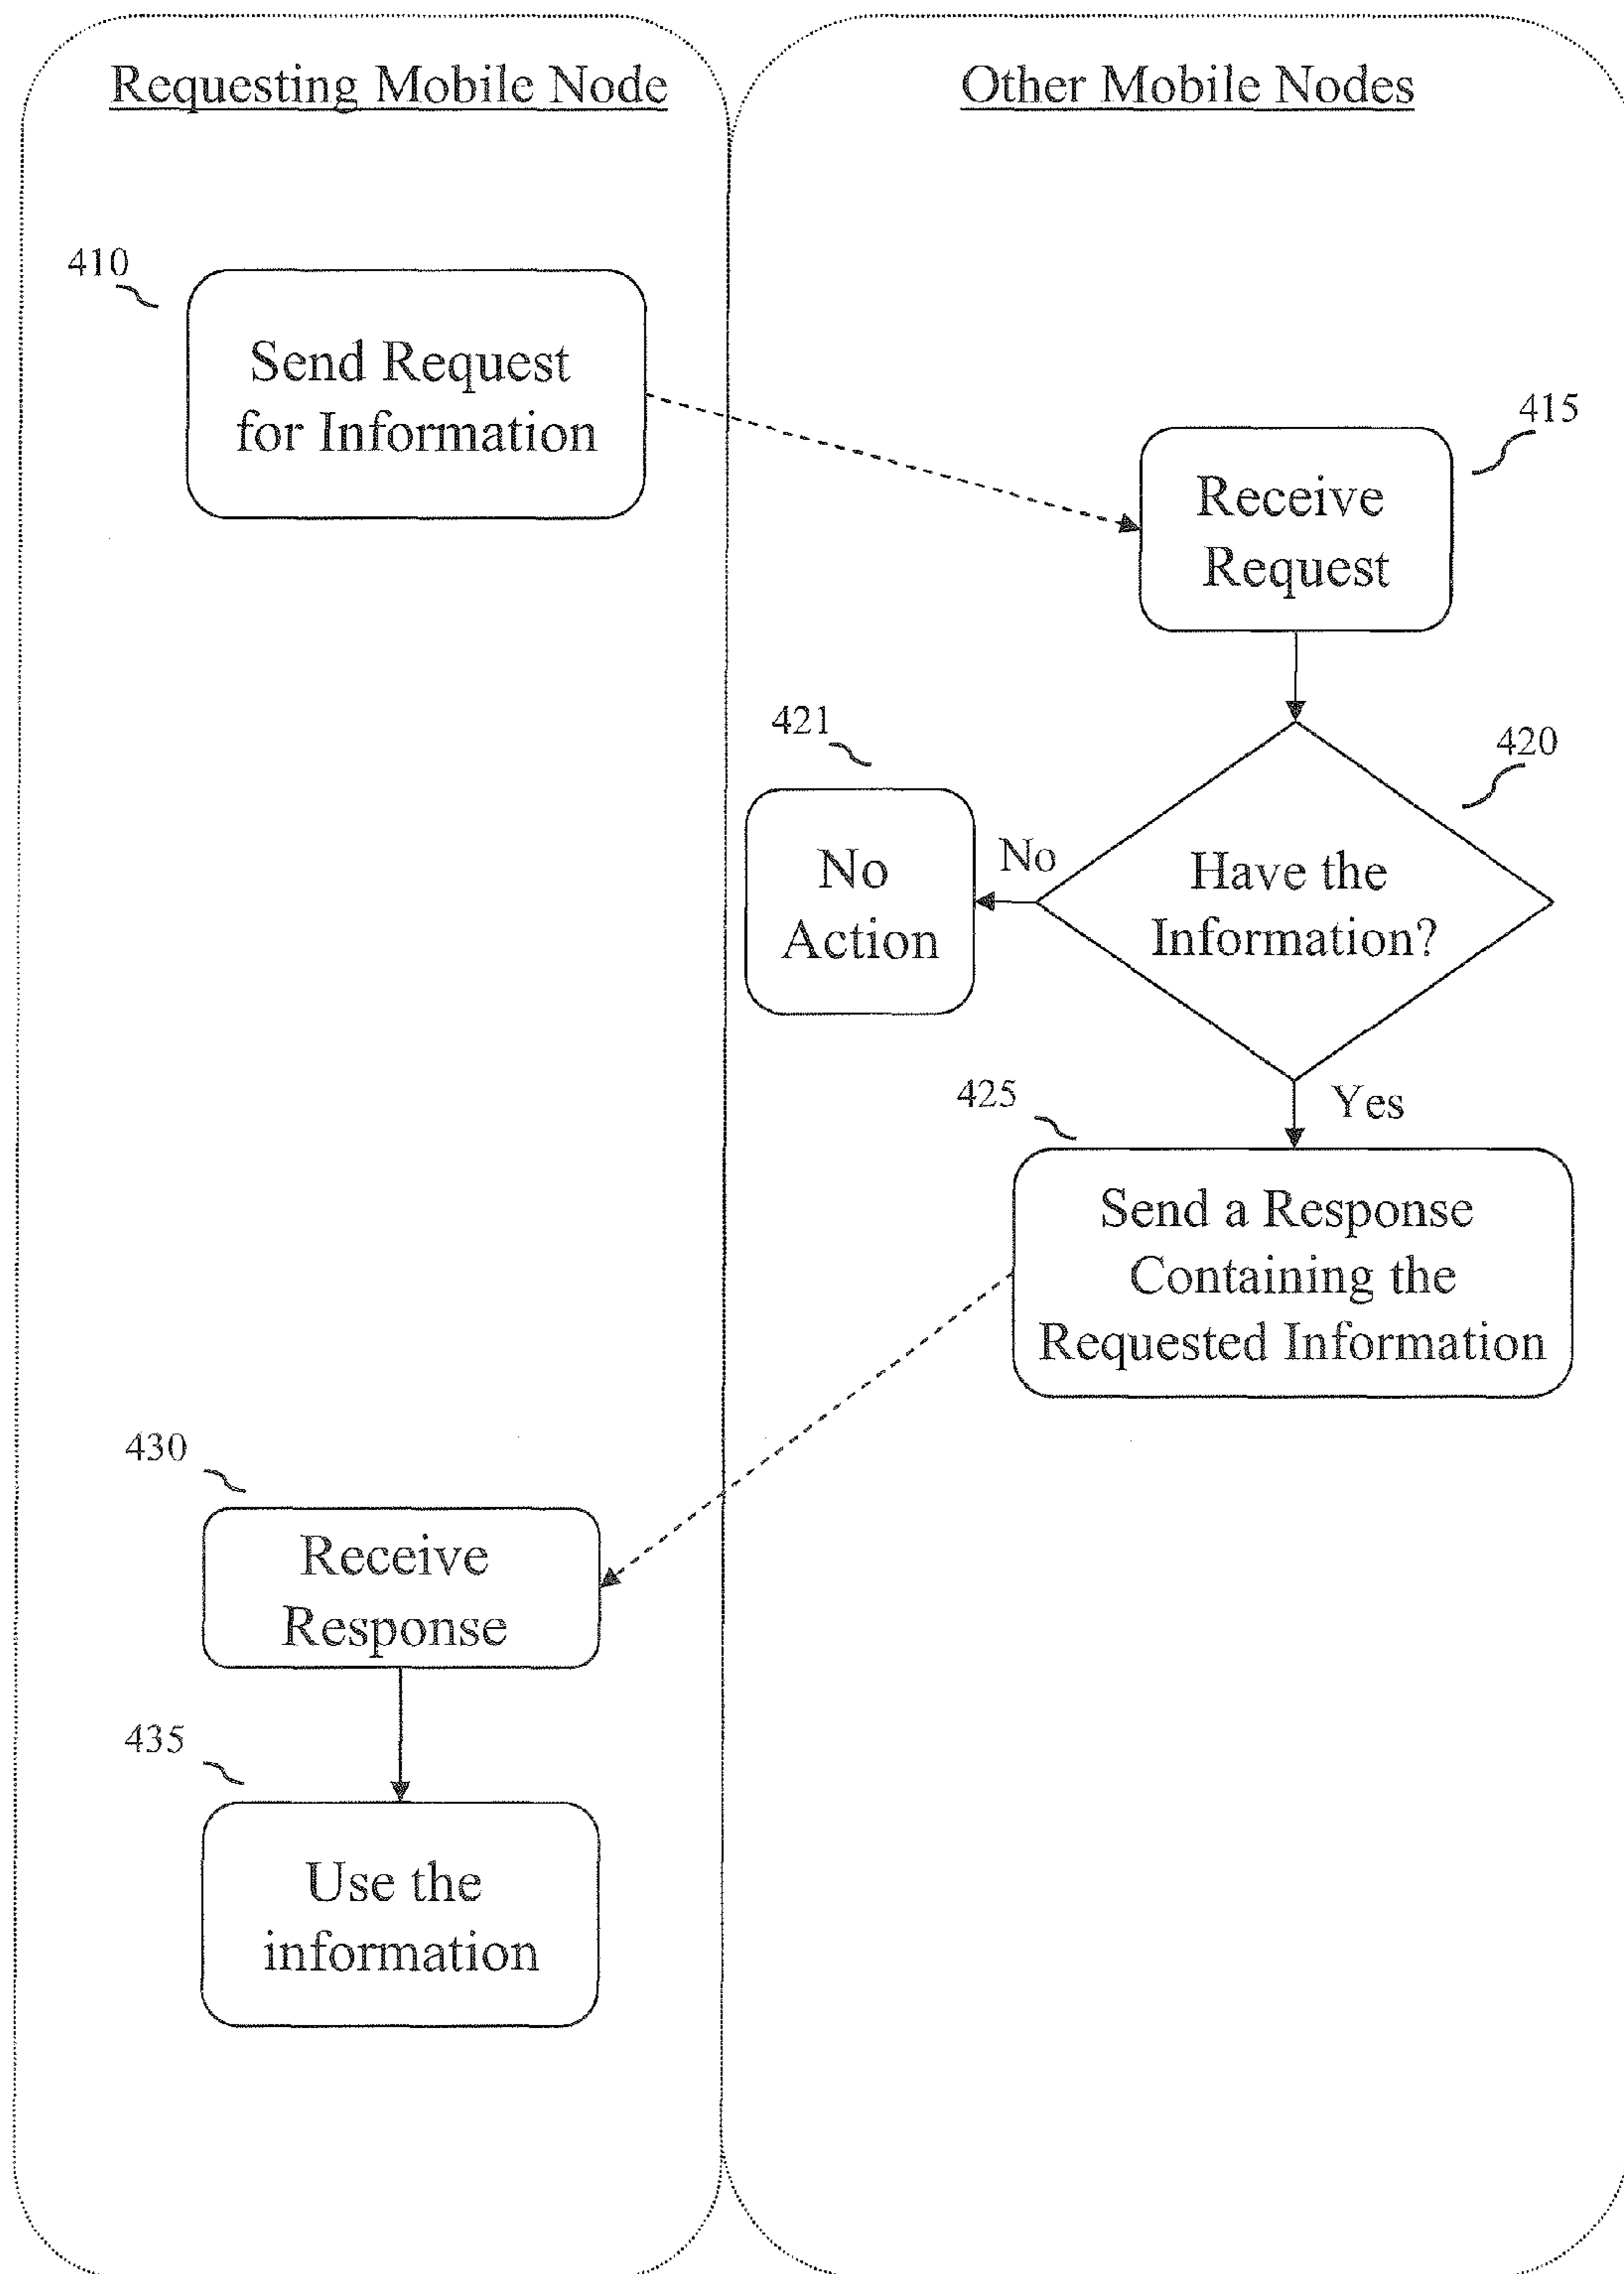 Requesting Mobile Node
Other Mobile Nodes
410
Send Request
for Information
415
Receive
Request
421
420
No
Action
No
Have the
Information?
425
Yes
Send a Response
Containing the
Requested Information
430
Receive
Response
435
Use the
information